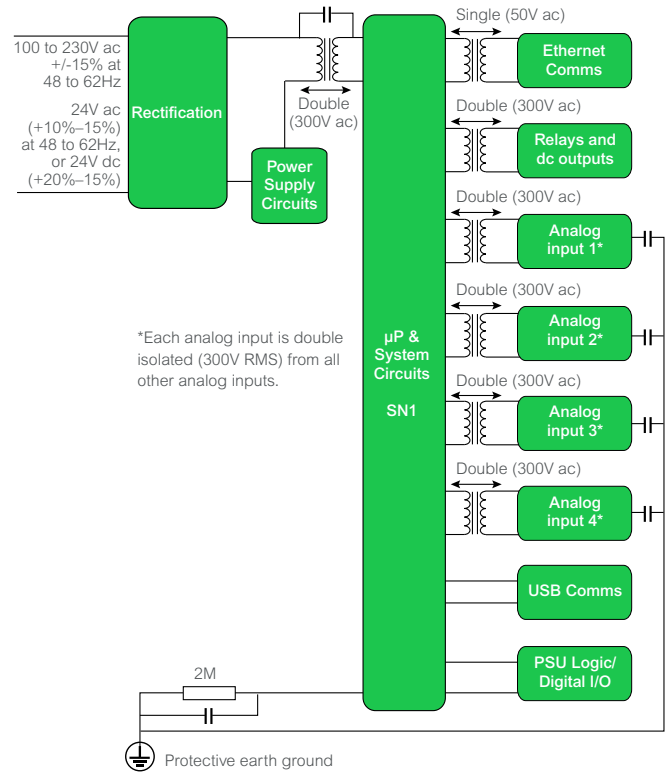 100 to 230V ac
+/-15% at
48 to 62Hz
24V ac
(+10%–15%)
at 48 to 62Hz,
or 24V dc
(+20%–15%)
Rectification
Double
(300V ac)
Power
Supply
Circuits
*Each analog input is double
isolated (300V RMS) from all
other analog inputs.
µP &
System
Circuits
SN1
Single (50V ac)
Ethernet
Comms
Double (300V ac)
Relays and
dc outputs
Double (300V ac)
Analog
input 1*
Double (300V ac)
Analog
input 2*
Double (300V ac)
Analog
input 3*
Double (300V ac)
Analog
input 4*
USB Comms
PSU Logic/
Digital I/O
2M
Protective earth ground